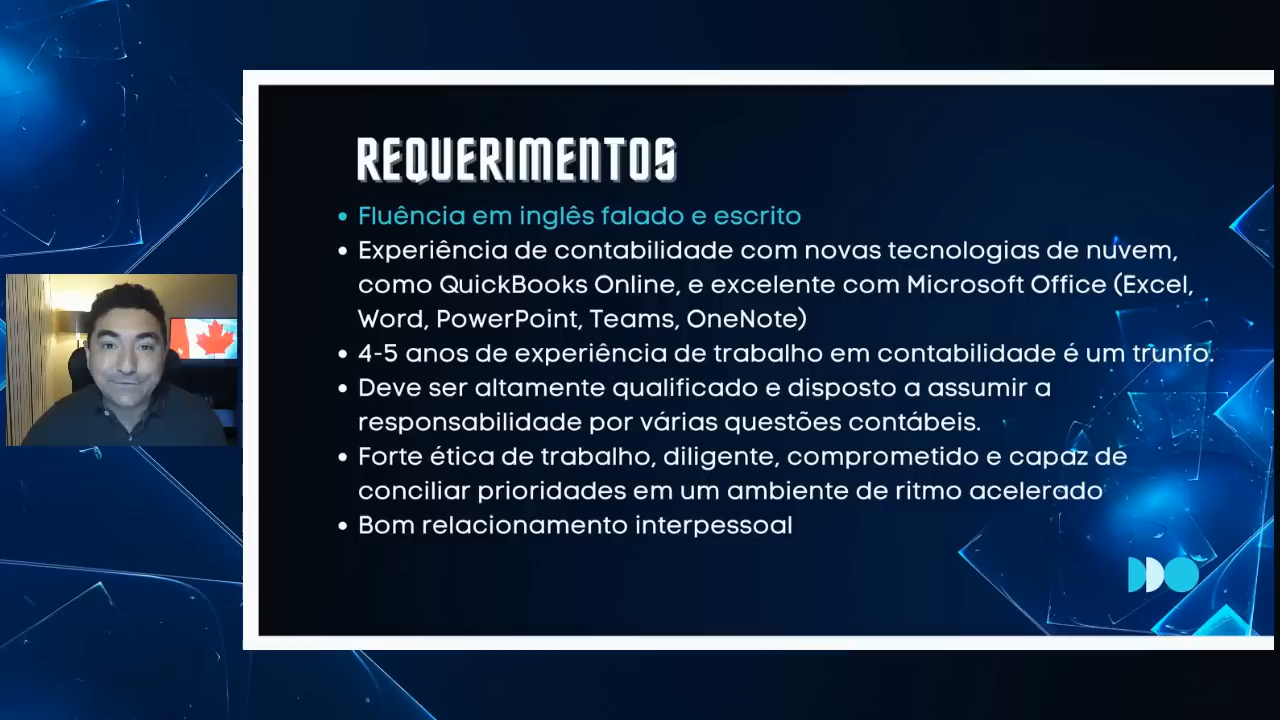 REQUERIMENTOS
• Fluência em inglês falado e escrito
• Experiência de contabilidade com novas tecnologias de nuvem,
como QuickBooks Online, e excelente com Microsoft Office (Excel,
Word, PowerPoint, Teams, OneNote)
• 4-5 anos de experiência de trabalho em contabilidade é um trunfo.
• Deve ser altamente qualificado e disposto a assumir a
responsabilidade por várias questões contábeis.
• Forte ética de trabalho, diligente, comprometido e capaz de
conciliar prioridades em um ambiente de ritmo acelerado
• Bom relacionamento interpessoal